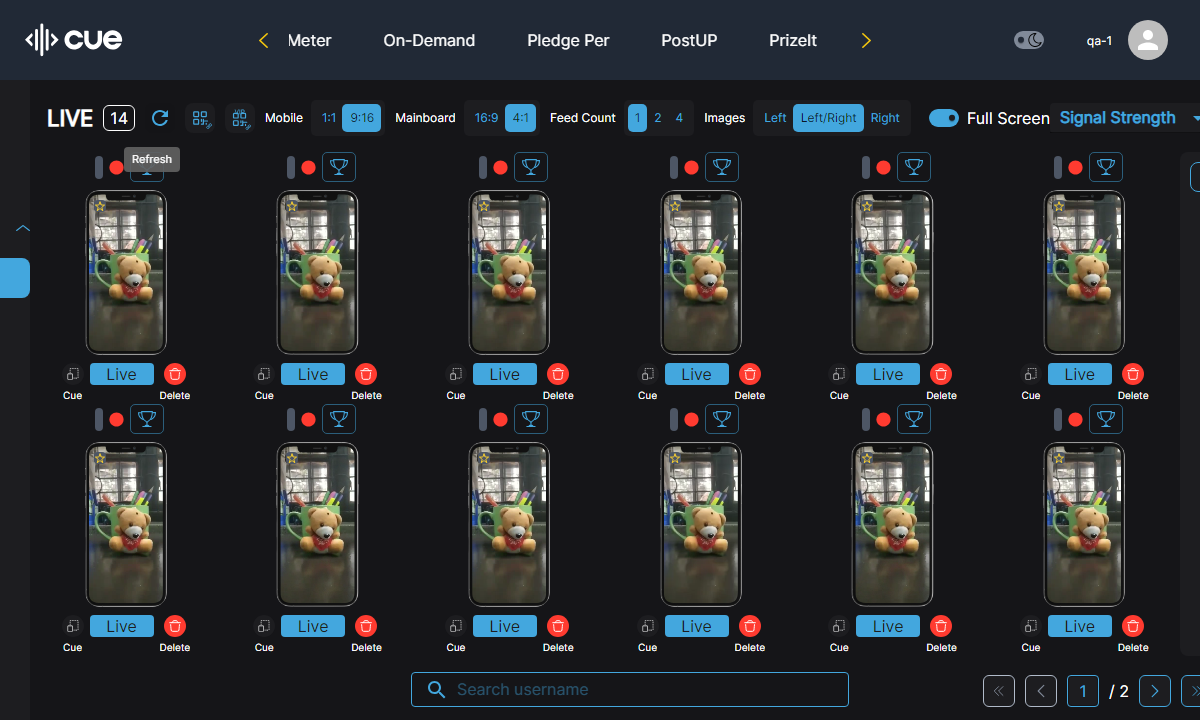 cue
Meter On-Demand Pledge Per PostUP PrizeIt
qa-1
LIVE 14 VIP Mobile 1:1 9:16 Mainboard 16:9 4:1 Feed Count 1 2 4 Images Left Left/Right Right Full Screen Signal Strength
Refresh
Live Live Live Live Live Live
Cue Delete Cue Delete Cue Delete Cue Delete Cue Delete Cue Delete
Live Live Live Live Live Live
Cue Delete Cue Delete Cue Delete Cue Delete Cue Delete Cue Delete
Search username
1 / 2